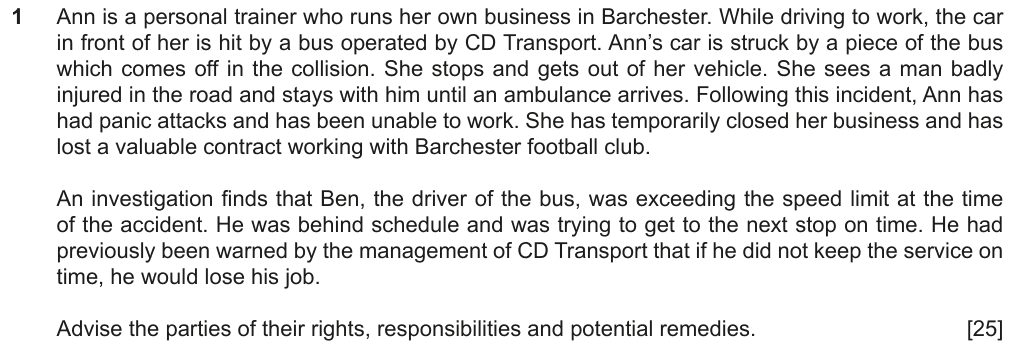 1 Ann is a personal trainer who runs her own business in Barchester. While driving to work, the car
in front of her is hit by a bus operated by CD Transport. Ann’s car is struck by a piece of the bus
which comes off in the collision. She stops and gets out of her vehicle. She sees a man badly
injured in the road and stays with him until an ambulance arrives. Following this incident, Ann has
had panic attacks and has been unable to work. She has temporarily closed her business and has
lost a valuable contract working with Barchester football club.
An investigation finds that Ben, the driver of the bus, was exceeding the speed limit at the time
of the accident. He was behind schedule and was trying to get to the next stop on time. He had
previously been warned by the management of CD Transport that if he did not keep the service on
time, he would lose his job.
Advise the parties of their rights, responsibilities and potential remedies. [25]